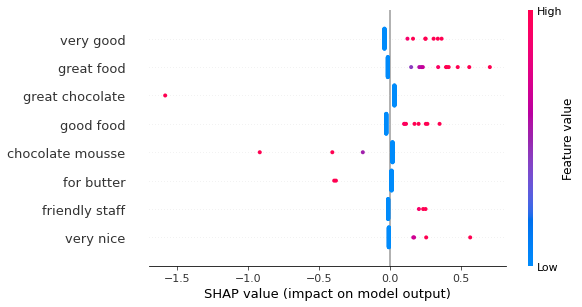 High
very good
great food
great chocolate
good food
chocolate mousse
for butter
friendly staff
very nice
Feature value
Low
−1.5 −1.0 −0.5 0.0 0.5
SHAP value (impact on model output)